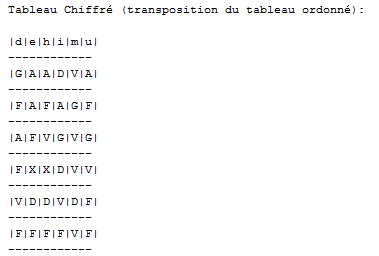 Tableau Chiffré (transposition du tableau ordonné):
|d|e|h|i|m|u|
------------
|G|A|A|D|V|A|
------------
|F|A|F|A|G|F|
------------
|A|F|V|G|V|G|
------------
|F|X|X|D|V|V|
------------
|V|D|D|V|D|F|
------------
|F|F|F|F|V|F|
------------